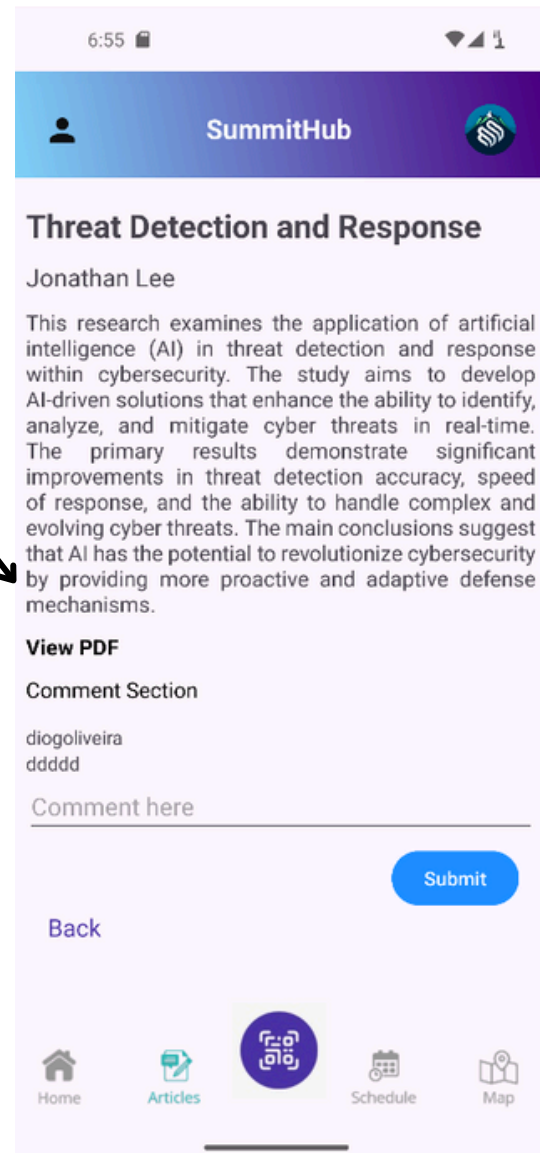 6:55
SummitHub
Threat Detection and Response
Jonathan Lee
This research examines the application of artificial
intelligence (AI) in threat detection and response
within cybersecurity. The study aims to develop
AI-driven solutions that enhance the ability to identify,
analyze, and mitigate cyber threats in real-time.
The primary results demonstrate significant
improvements in threat detection accuracy, speed
of response, and the ability to handle complex and
evolving cyber threats. The main conclusions suggest
that AI has the potential to revolutionize cybersecurity
by providing more proactive and adaptive defense
mechanisms.
View PDF
Comment Section
diogoliveira
ddddd
Comment here
Submit
Back
Home Articles Schedule Map